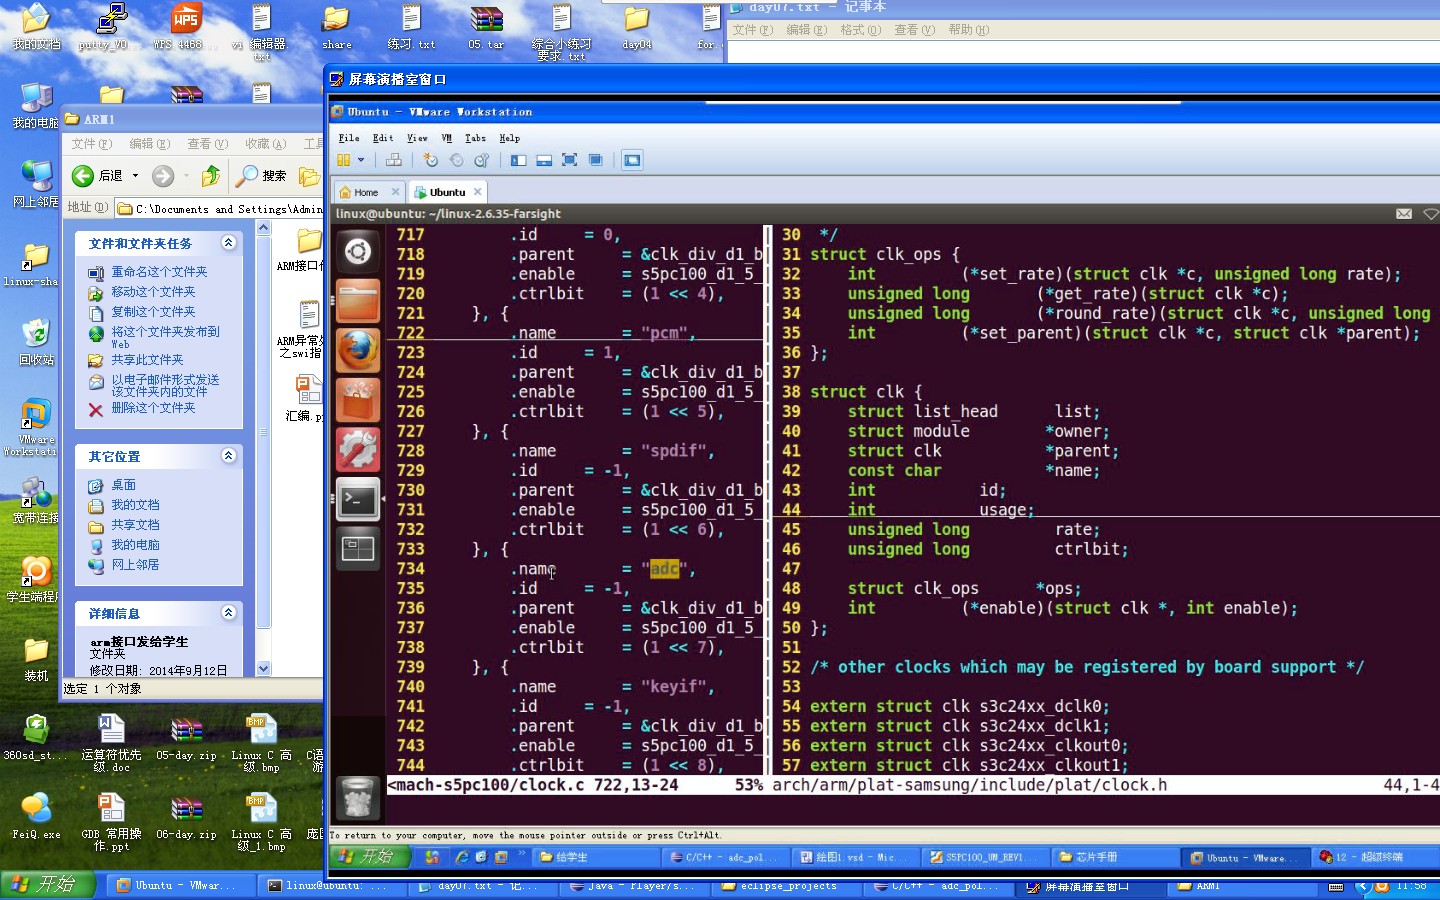 我的文档
putty_WO...
WPS 4468...
vi 编辑器.txt
share
练习.txt
05.tar
综合小练习要求.txt
day04
for.
day07.txt - 记事本
文件(F) 编辑(E) 格式(O) 查看(V) 帮助(H)
我的电脑
网上邻居
linux-sha
回收站
VMware
Workstati
宽带连接
学生端程序
装机
ARM1
文件(F) 编辑(E) 查看(V) 收藏(A) 工具
后退 搜索
地址(D) C:\Documents and Settings\Admin
文件和文件夹任务
重命名这个文件夹
移动这个文件夹
复制这个文件夹
将这个文件夹发布到
Web
共享此文件夹
以电子邮件形式发送
该文件夹内的文件
删除这个文件夹
其它位置
桌面
我的文档
共享文档
我的电脑
网上邻居
详细信息
arm接口发给学生
文件夹
修改日期: 2014年9月12日
选定 1 个对象
ARM接口
ARM异常
之swi指
汇编.pp
屏幕演播室窗口
Ubuntu - VMware Workstation
File Edit View VM Tabs Help
Home Ubuntu
linux@ubuntu: ~/linux-2.6.35-farsight
717 .id = 0,
718 .parent = &clk_div_d1_b
719 .enable = s5pc100_d1_5_
720 .ctrlbit = (1 << 4),
721 }, {
722 .name = "pcm",
723 .id = 1,
724 .parent = &clk_div_d1_b
725 .enable = s5pc100_d1_5_
726 .ctrlbit = (1 << 5),
727 }, {
728 .name = "spdif",
729 .id = -1,
730 .parent = &clk_div_d1_b
731 .enable = s5pc100_d1_5_
732 .ctrlbit = (1 << 6),
733 }, {
734 .name = "adc",
735 .id = -1,
736 .parent = &clk_div_d1_b
737 .enable = s5pc100_d1_5_
738 .ctrlbit = (1 << 7),
739 }, {
740 .name = "keyif",
741 .id = -1,
742 .parent = &clk_div_d1_b
743 .enable = s5pc100_d1_5_
744 .ctrlbit = (1 << 8),
<mach-s5pc100/clock.c 722,13-24 53%
30 */
31 struct clk_ops {
32 int (*set_rate)(struct clk *c, unsigned long rate);
33 unsigned long (*get_rate)(struct clk *c);
34 unsigned long (*round_rate)(struct clk *c, unsigned long
35 int (*set_parent)(struct clk *c, struct clk *parent);
36 };
37
38 struct clk {
39 struct list_head list;
40 struct module *owner;
41 struct clk *parent;
42 const char *name;
43 int id;
44 int usage;
45 unsigned long rate;
46 unsigned long ctrlbit;
47
48 struct clk_ops *ops;
49 int (*enable)(struct clk *, int enable);
50 };
51
52 /* other clocks which may be registered by board support */
53
54 extern struct clk s3c24xx_dclk0;
55 extern struct clk s3c24xx_dclk1;
56 extern struct clk s3c24xx_clkout0;
57 extern struct clk s3c24xx_clkout1;
arch/arm/plat-samsung/include/plat/clock.h 44,1-4
To return to your computer, move the mouse pointer outside or press Ctrl+Alt.
开始 给学生 C/C++ - adc_pol... 绘图1.vsd - Mic... S5PC100_UM_REV1... 芯片手册 Ubuntu - VMware... 12 - 超级终端
360sd_st...
运算符优先级.doc
05-day.zip
Linux C 高级.bmp
FeiQ.exe
GDB 常用操作.ppt
06-day.zip
Linux C 高级_1.bmp
开始 Ubuntu - VMwar... linux@ubuntu: ... day07.txt - 记... Java - Player/s... eclipse_projects C/C++ - adc_pol... 屏幕演播室窗口 ARM1 11:58